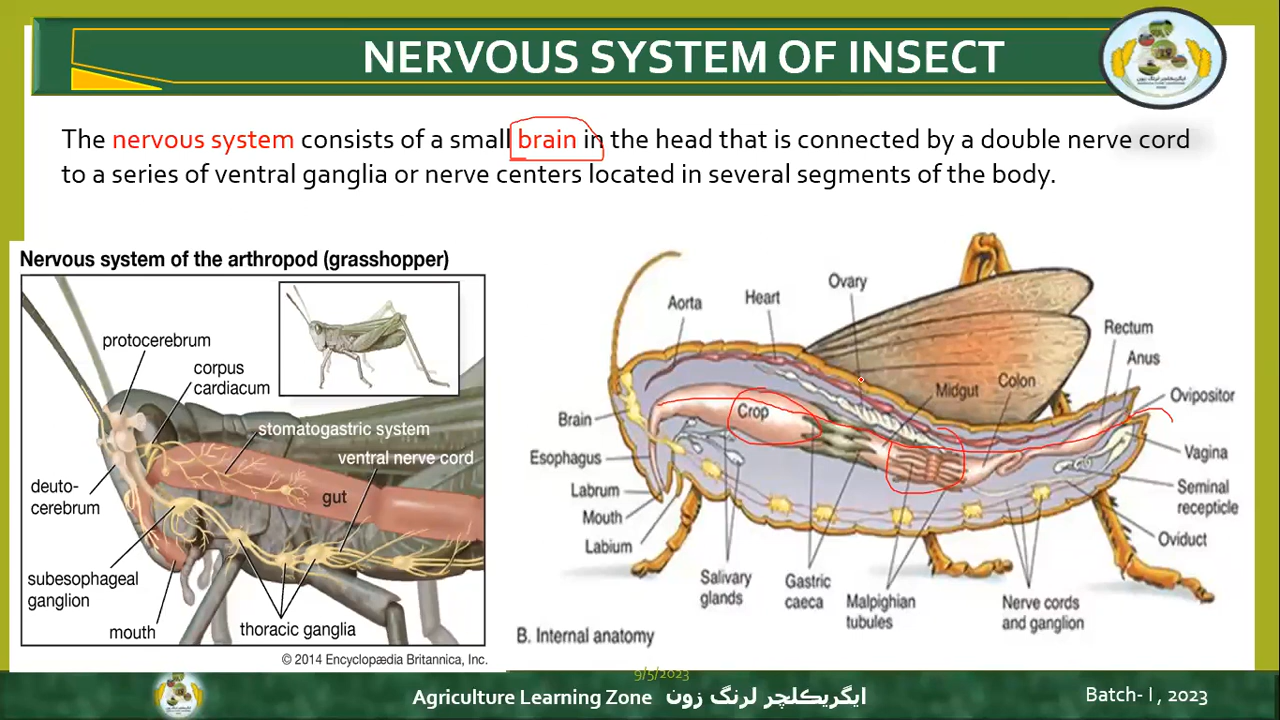 NERVOUS SYSTEM OF INSECT
The nervous system consists of a small brain in the head that is connected by a double nerve cord
to a series of ventral ganglia or nerve centers located in several segments of the body.
Nervous system of the arthropod (grasshopper)
protocerebrum
corpus
cardiacum
stomatogastric system
ventral nerve cord
gut
deuto-
cerebrum
subesophageal
ganglion
mouth
thoracic ganglia
© 2014 Encyclopædia Britannica, Inc.
Ovary
Heart
Aorta
Rectum
Anus
Ovipositor
Midgut
Colon
Crop
Brain
Esophagus
Labrum
Mouth
Labium
Vagina
Seminal
recepticle
Oviduct
Salivary
glands
Gastric
caeca
Malpighian
tubules
Nerve cords
and ganglion
B. Internal anatomy
9/5/2023
Agriculture Learning Zone ایگریکلچر لرنگ زون
Batch- I , 2023
ایگریکلچر لرنگ زون